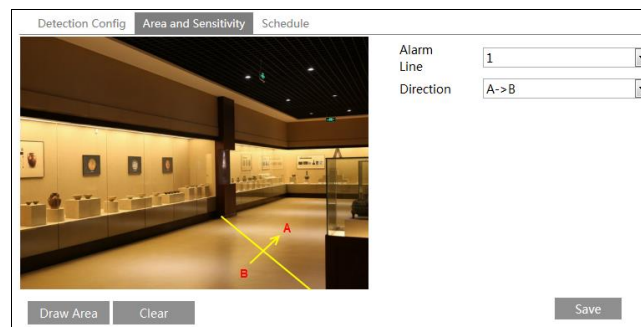 Detection Config Area and Sensitivity Schedule
Alarm Line 1
Direction A->B
A
B
Draw Area Clear Save